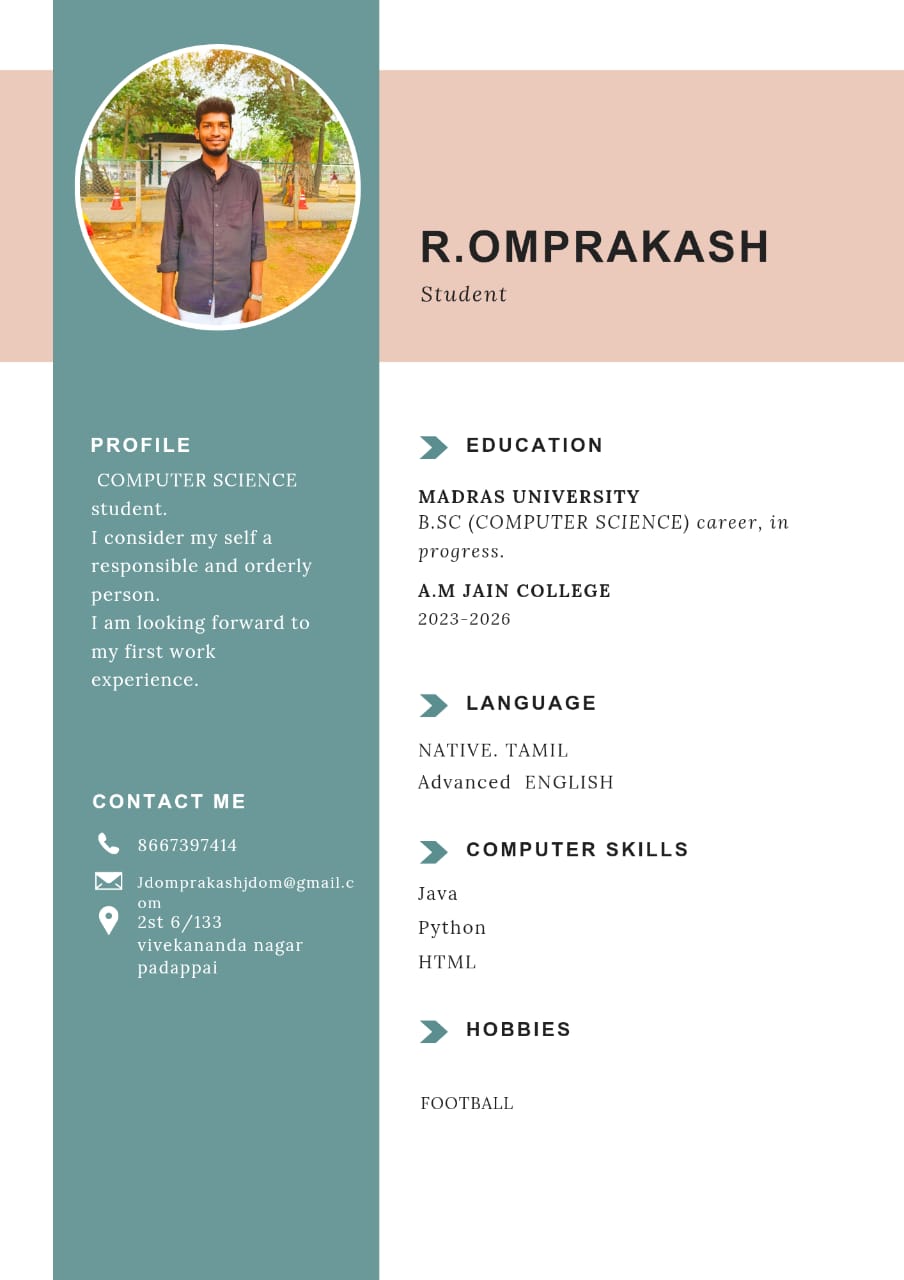 R.OMPRAKASH
Student
PROFILE
COMPUTER SCIENCE
student.
I consider my self a
responsible and orderly
person.
I am looking forward to
my first work
experience.
CONTACT ME
8667397414
Jdomprakashjdom@gmail.c
om
2st 6/133
vivekananda nagar
padappai
EDUCATION
MADRAS UNIVERSITY
B.SC (COMPUTER SCIENCE) career, in
progress.
A.M JAIN COLLEGE
2023-2026
LANGUAGE
NATIVE. TAMIL
Advanced  ENGLISH
COMPUTER SKILLS
Java
Python
HTML
HOBBIES
FOOTBALL